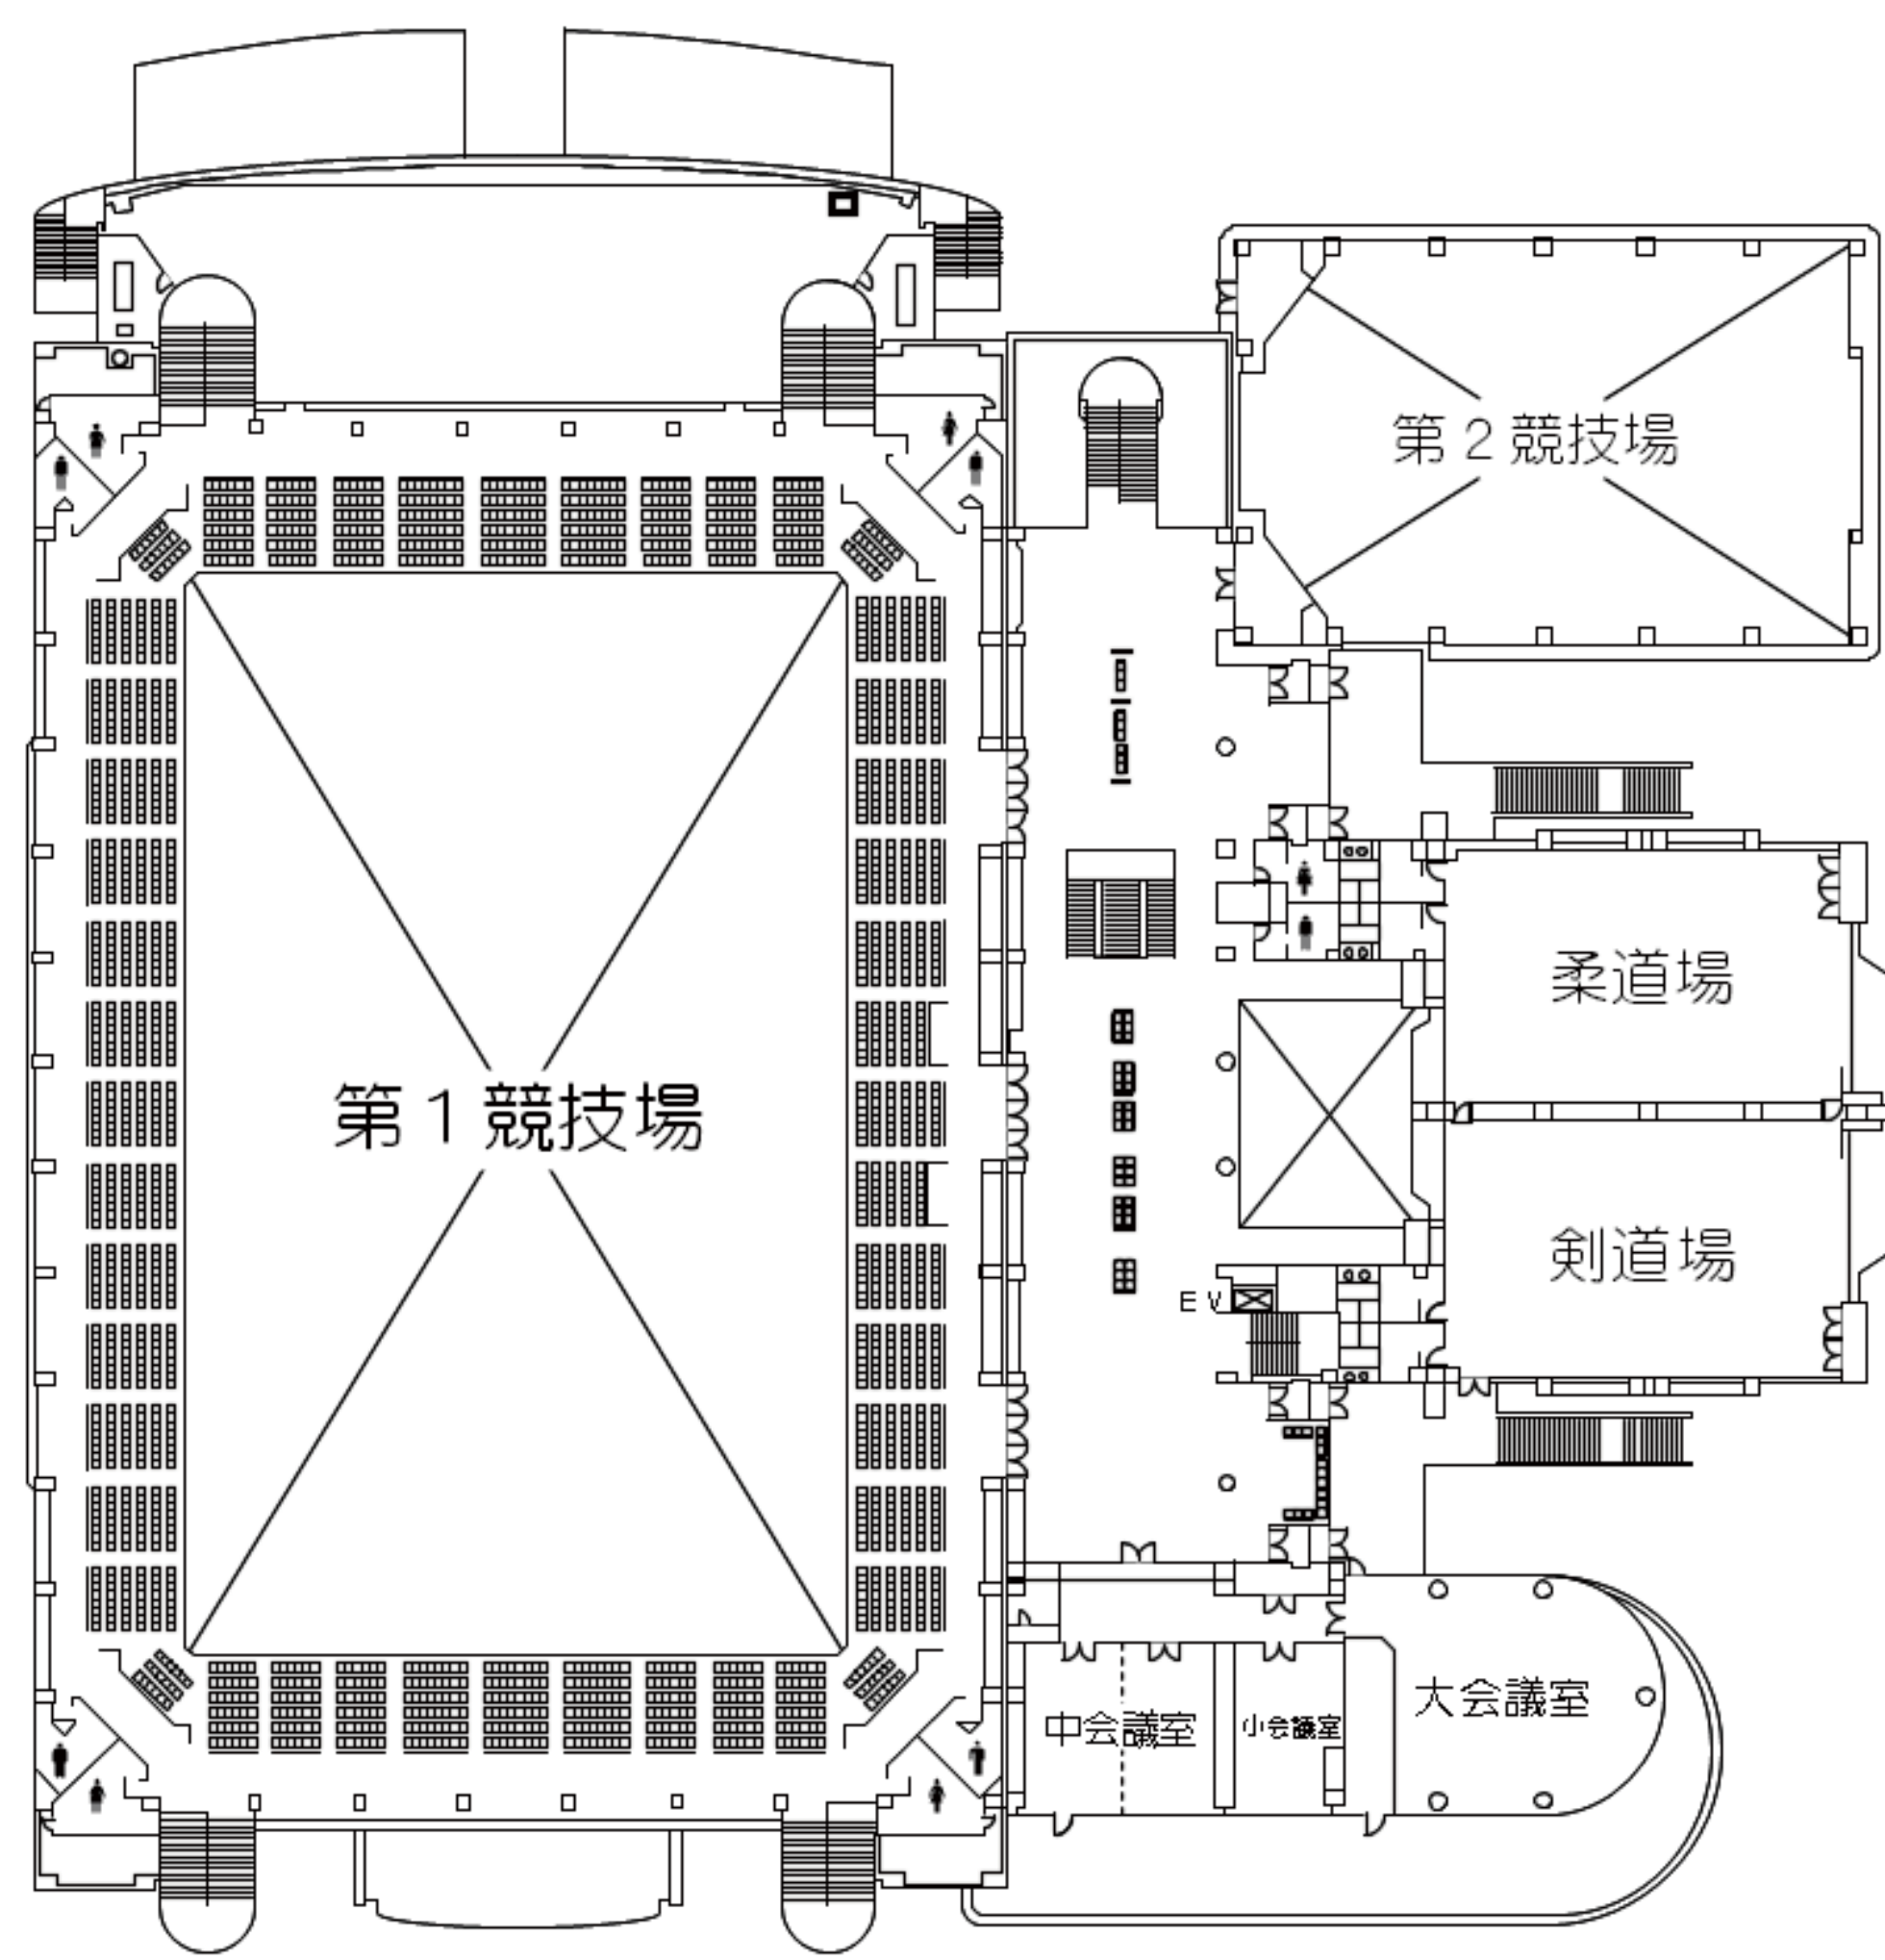 第２競技場
柔道場
第１競技場
剣道場
ＥＶ
大会議室
中会議室
小会議室